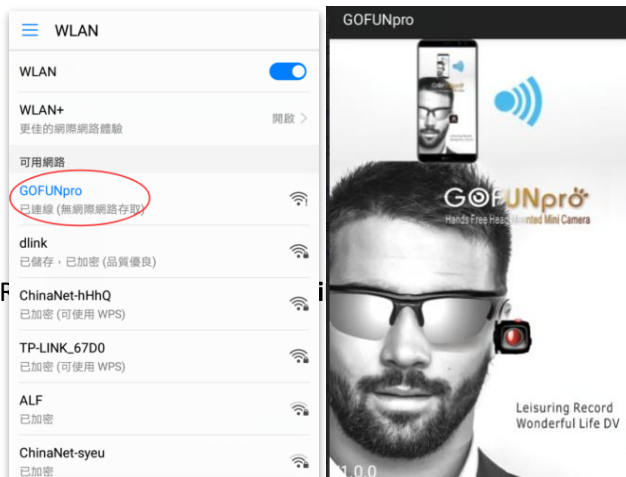 WLAN
WLAN
WLAN+
更佳的網際網路體驗
開啟
可用網路
GOFUNpro
已連線 (無網際網路存取)
dlink
已儲存，已加密 (品質優良)
ChinaNet-hHhQ
已加密 (可使用 WPS)
TP-LINK_67D0
已加密 (可使用 WPS)
ALF
已加密
ChinaNet-syeu
已加密
GOFUNpro
GOFUNpro
Hands Free Head Mounted Mini Camera
Leisuring Record
Wonderful Life DV
1.0.0